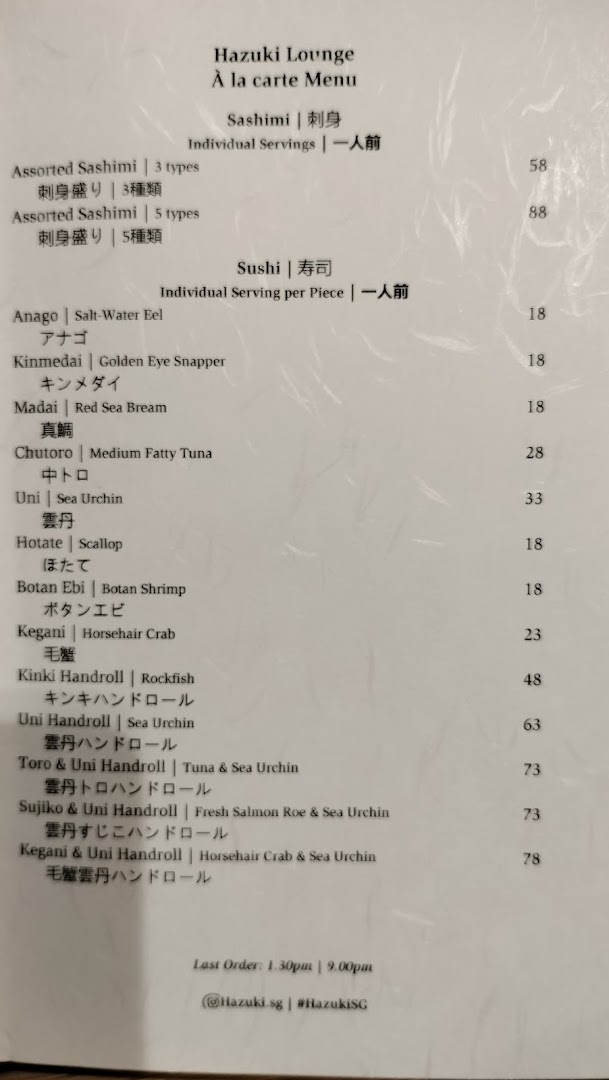 Hazuki Lounge
À la carte Menu
Sashimi | 刺身
Individual Servings | 一人前
Assorted Sashimi | 3 types 58
刺身盛り | 3種類
Assorted Sashimi | 5 types 88
刺身盛り | 5種類
Sushi | 寿司
Individual Serving per Piece | 一人前
Anago | Salt-Water Eel 18
アナゴ
Kinmedai | Golden Eye Snapper 18
キンメダイ
Madai | Red Sea Bream 18
真鯛
Chutoro | Medium Fatty Tuna 28
中トロ
Uni | Sea Urchin 33
雲丹
Hotate | Scallop 18
ほたて
Botan Ebi | Botan Shrimp 18
ボタンエビ
Kegani | Horsehair Crab 23
毛蟹
Kinki Handroll | Rockfish 48
キンキハンドロール
Uni Handroll | Sea Urchin 63
雲丹ハンドロール
Toro & Uni Handroll | Tuna & Sea Urchin 73
雲丹トロハンドロール
Sujiko & Uni Handroll | Fresh Salmon Roe & Sea Urchin 73
雲丹すじこハンドロール
Kegani & Uni Handroll | Horsehair Crab & Sea Urchin 78
毛蟹雲丹ハンドロール
Last Order: 1.30pm | 9.00pm
@Hazuki.sg | #HazukiSG